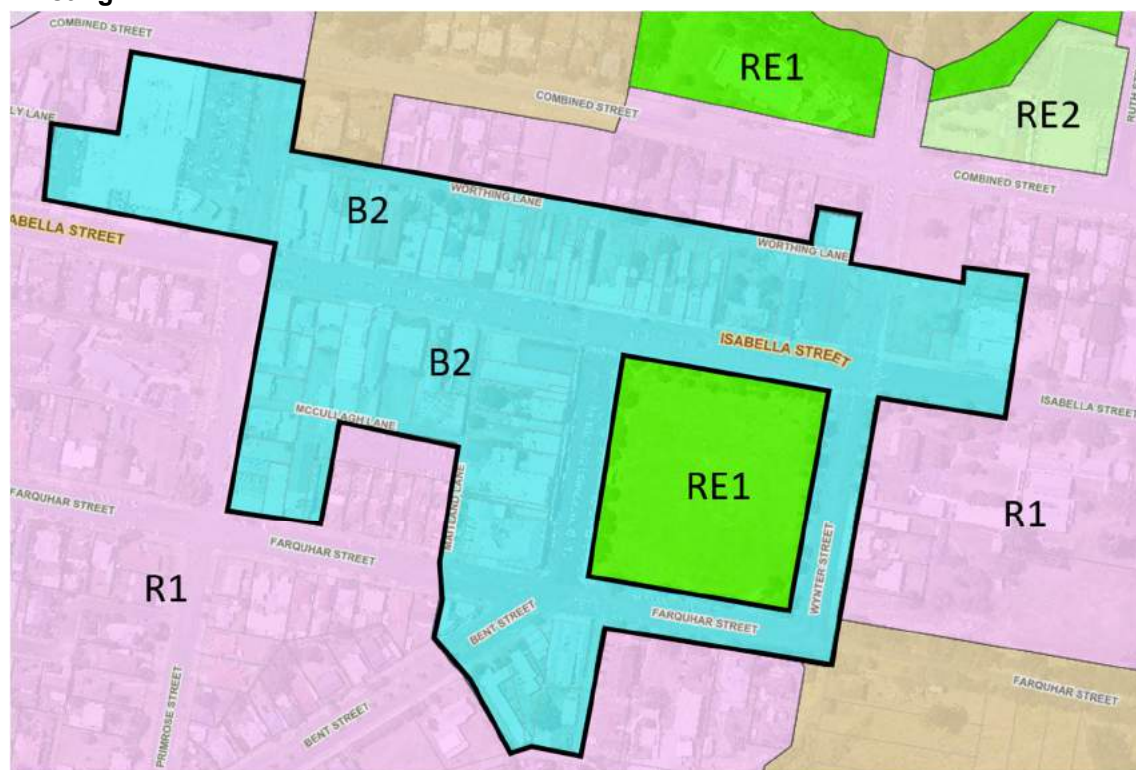 COMBINED STREET
RE1
RE2
COMBINED STREET
COMBINED STREET
LY LANE
B2
WORTHING LANE
WORTHING LANE
ABELLA STREET
ISABELLA STREET
B2
ISABELLA STREET
MCCULLAGH LANE
RE1
R1
MAITLAND LANE
FARQUHAR STREET
FARQUHAR STREET
R1
WYNTER STREET
BENT STREET
FARQUHAR STREET
PRIMROSE STREET
BENT STREET
FARQUHAR STREET